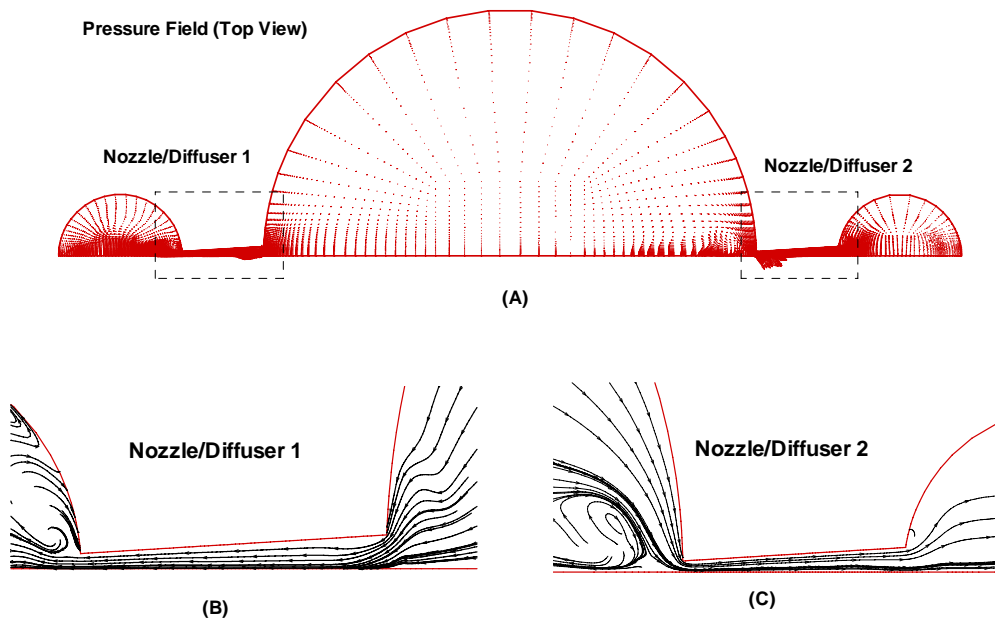 Pressure Field (Top View)
Nozzle/Diffuser 1
Nozzle/Diffuser 2
(A)
Nozzle/Diffuser 1
Nozzle/Diffuser 2
(B)
(C)